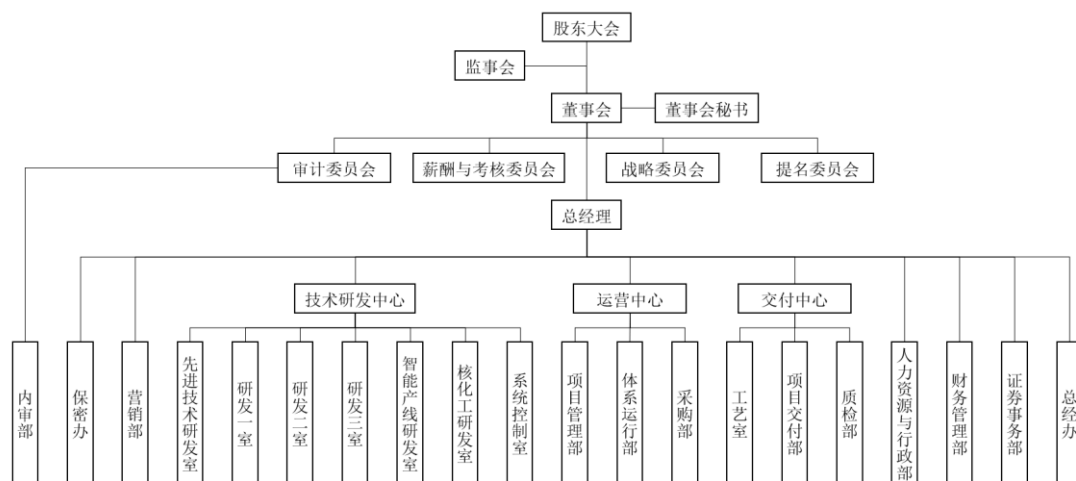 股东大会
监事会
董事会
董事会秘书
审计委员会
薪酬与考核委员会
战略委员会
提名委员会
总经理
技术研发中心
运营中心
交付中心
内审部
保密办
营销部
先进技术研发室
研发一室
研发二室
研发三室
智能产线研发室
核化工研发室
系统控制室
项目管理部
体系运行部
采购部
工艺室
项目交付部
质检部
人力资源与行政部
财务管理部
证券事务部
总经办